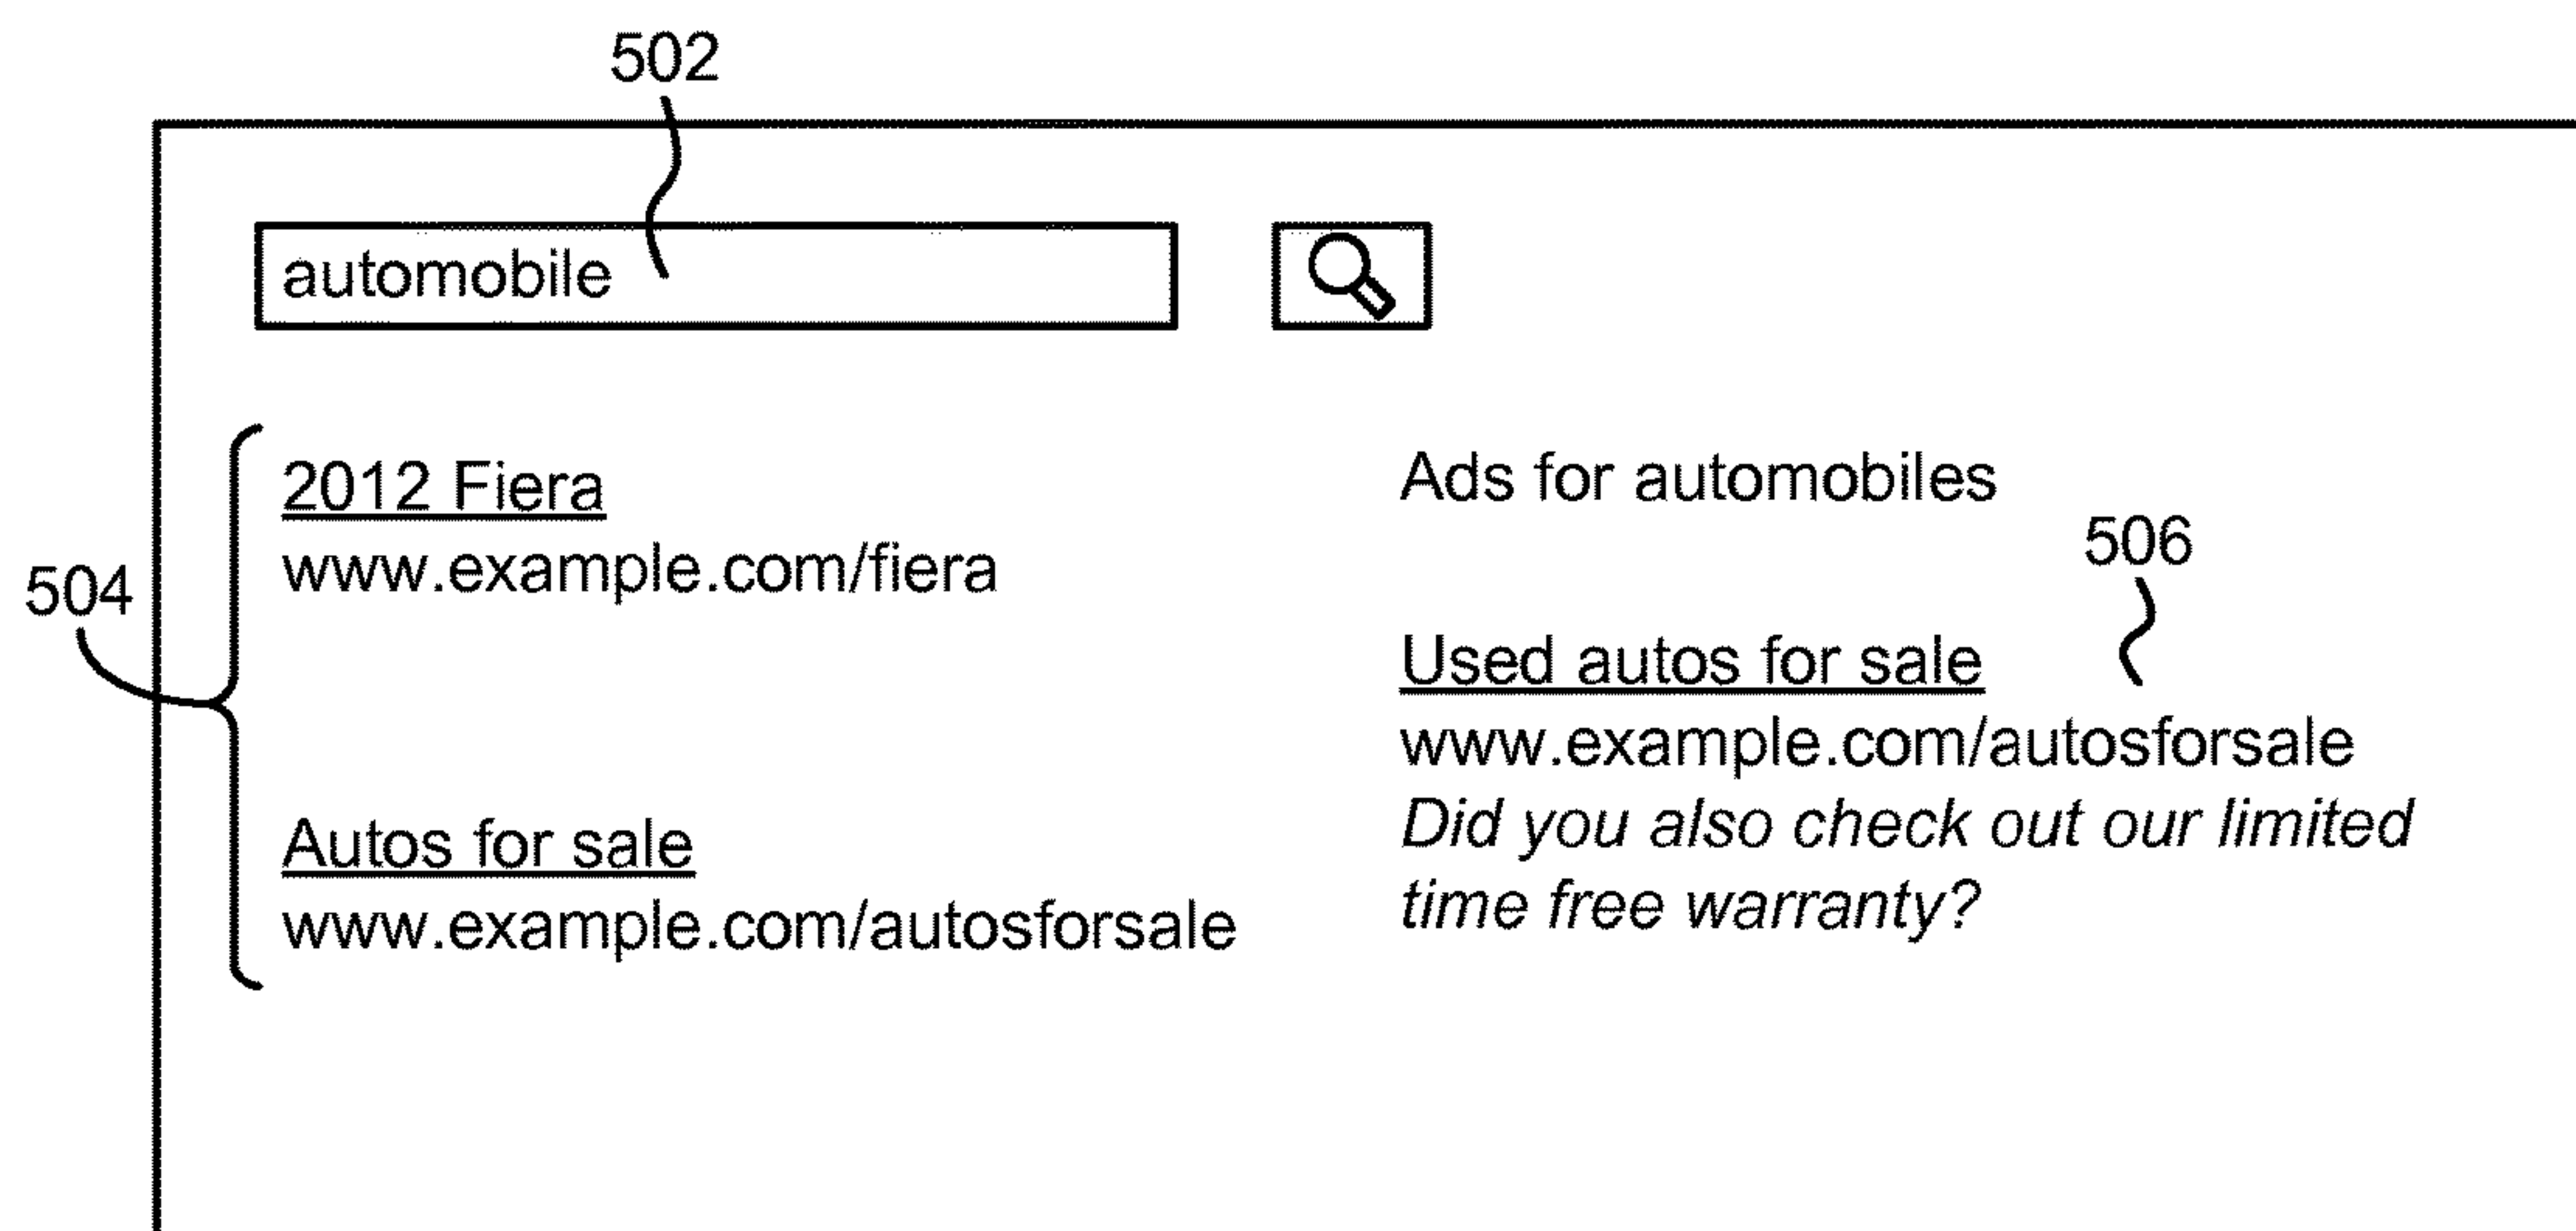 502
automobile
504
2012 Fiera
www.example.com/fiera
Autos for sale
www.example.com/autosforsale
Ads for automobiles
506
Used autos for sale
www.example.com/autosforsale
Did you also check out our limited
time free warranty?